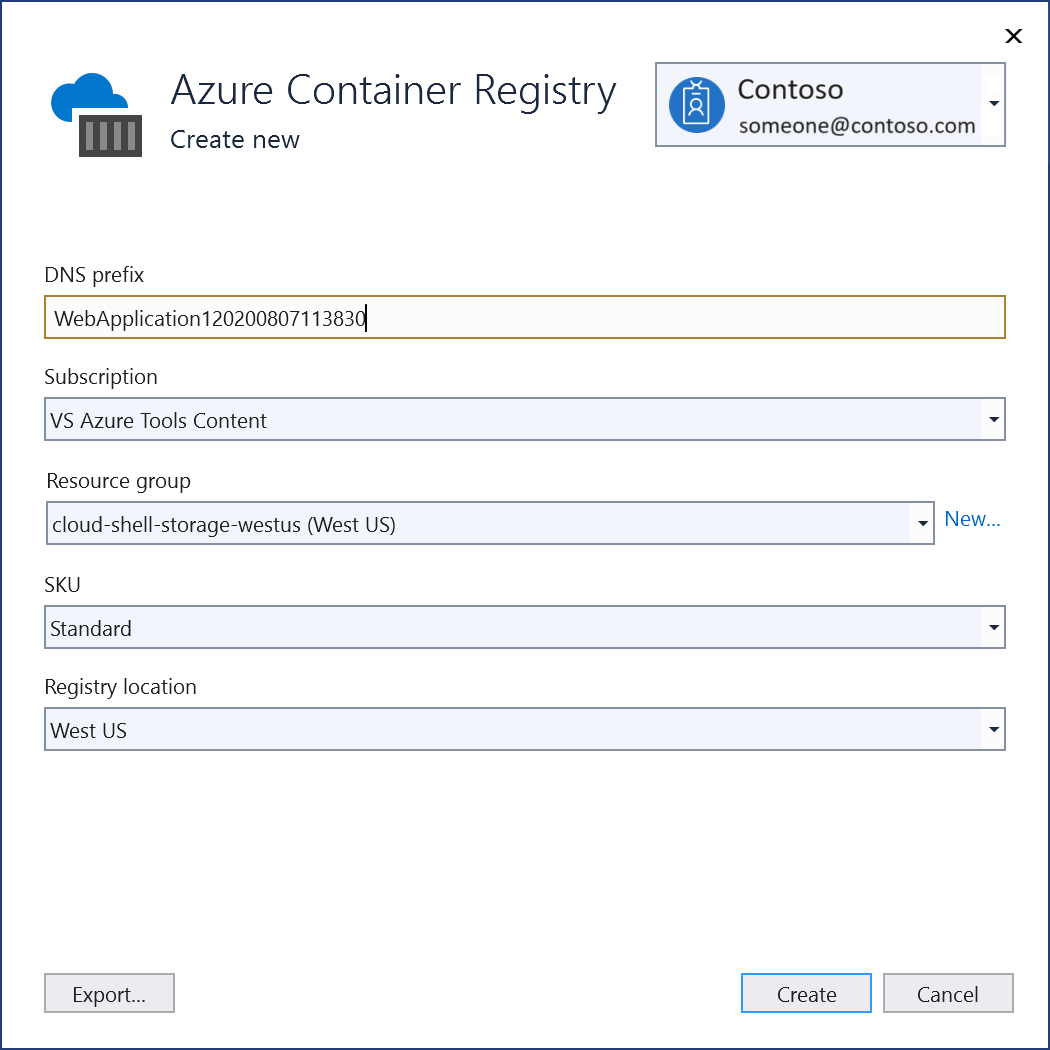 Azure Container Registry
Create new
Contoso
someone@contoso.com
DNS prefix
WebApplication120200807113830
Subscription
VS Azure Tools Content
Resource group
cloud-shell-storage-westus (West US)
New...
SKU
Standard
Registry location
West US
Export...
Create
Cancel